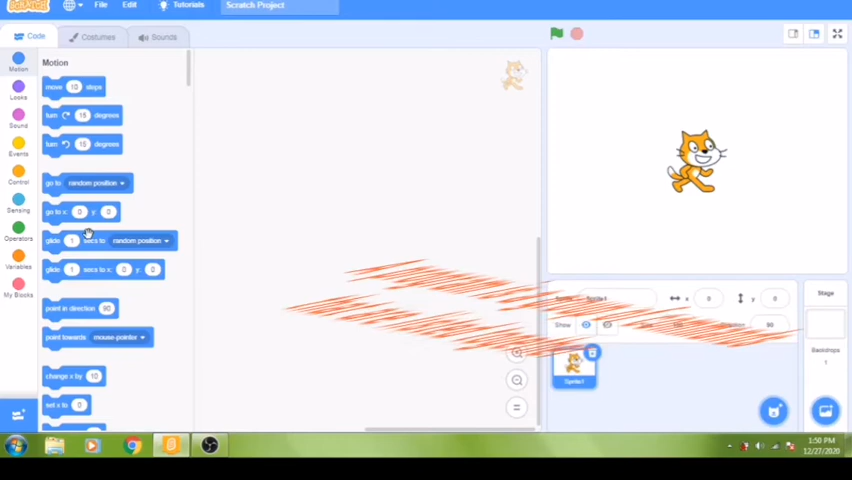 SCRATCH File Edit Tutorials Scratch Project
Code Costumes Sounds
Motion
Looks
Sound
Events
Control
Sensing
Operators
Variables
My Blocks
Motion
move 10 steps
turn 15 degrees
turn 15 degrees
go to random position
go to x: 0 y: 0
glide 1 secs to random position
glide 1 secs to x: 0 y: 0
point in direction 90
point towards mouse-pointer
change x by 10
set x to 0
Sprite1 x 0 y 0
Show Direction 90
Sprite1
Stage
Backdrops
1
1:50 PM
12/27/2020